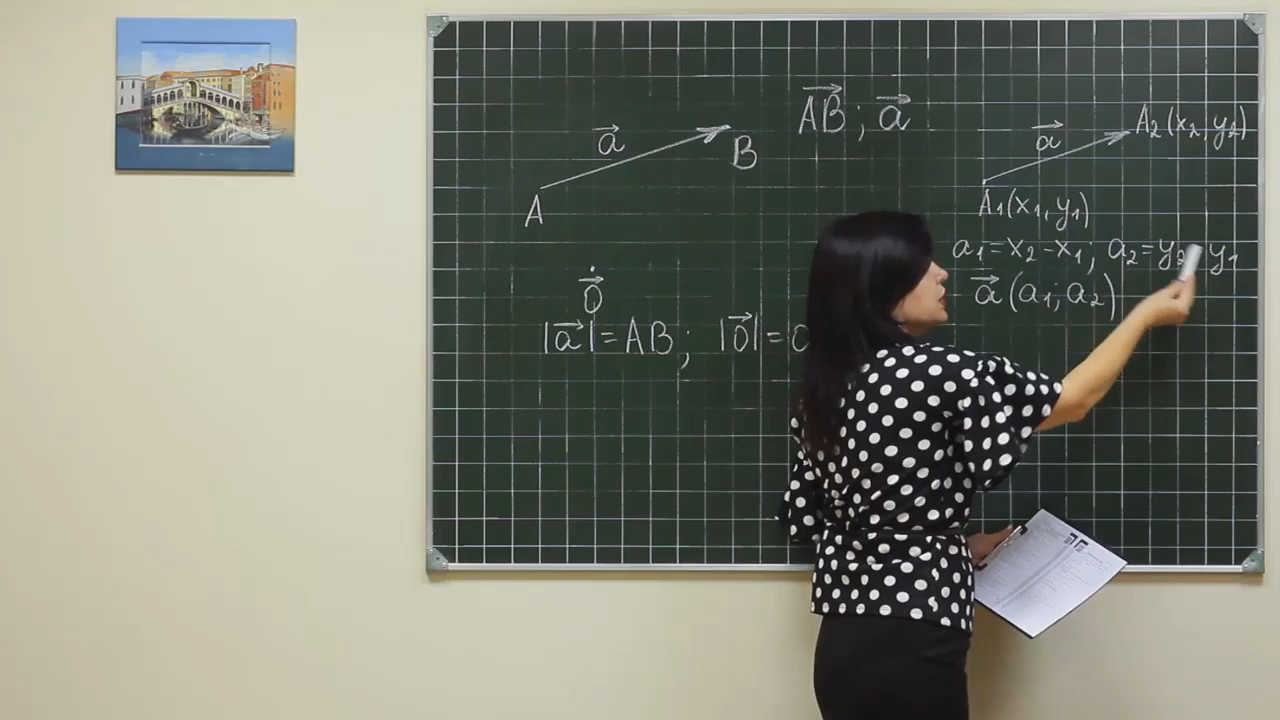 a⃗
A
B
AB⃗ ; a⃗
0⃗
|a⃗| = AB; |0⃗| = 0
a⃗
A₂(x₂, y₂)
A₁(x₁, y₁)
a₁ = x₂ - x₁; a₂ = y₂ - y₁
a⃗ (a₁; a₂)